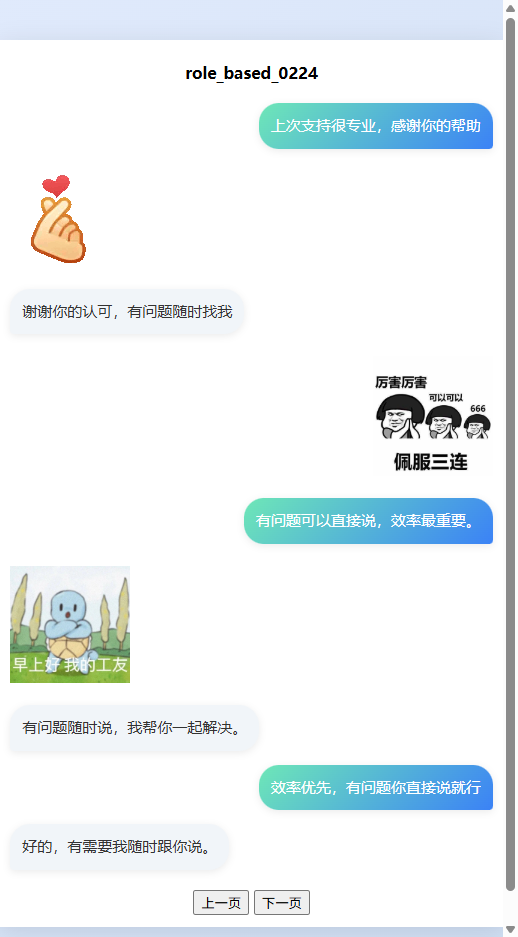 role_based_0224
上次支持很专业，感谢你的帮助
谢谢你的认可，有问题随时找我
厉害厉害
可以可以
666
佩服三连
有问题可以直接说，效率最重要。
早上好 我的工友
有问题随时说，我帮你一起解决。
效率优先，有问题你直接说就行
好的，有需要我随时跟你说。
上一页 下一页